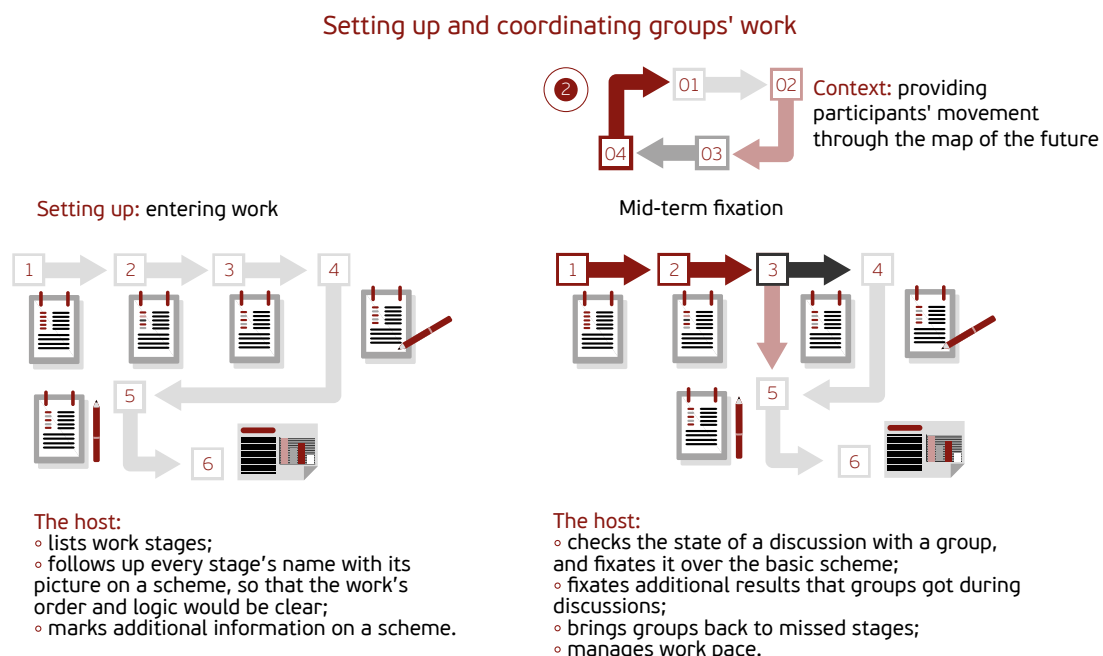 Setting up and coordinating groups' work
2
01
02
04
03
Context: providing
participants' movement
through the map of the future
Setting up: entering work
1
2
3
4
5
6
The host:
◦ lists work stages;
◦ follows up every stage's name with its
picture on a scheme, so that the work's
order and logic would be clear;
◦ marks additional information on a scheme.
Mid-term fixation
1
2
3
4
5
6
The host:
◦ checks the state of a discussion with a group,
and fixates it over the basic scheme;
◦ fixates additional results that groups got during
discussions;
◦ brings groups back to missed stages;
◦ manages work pace.